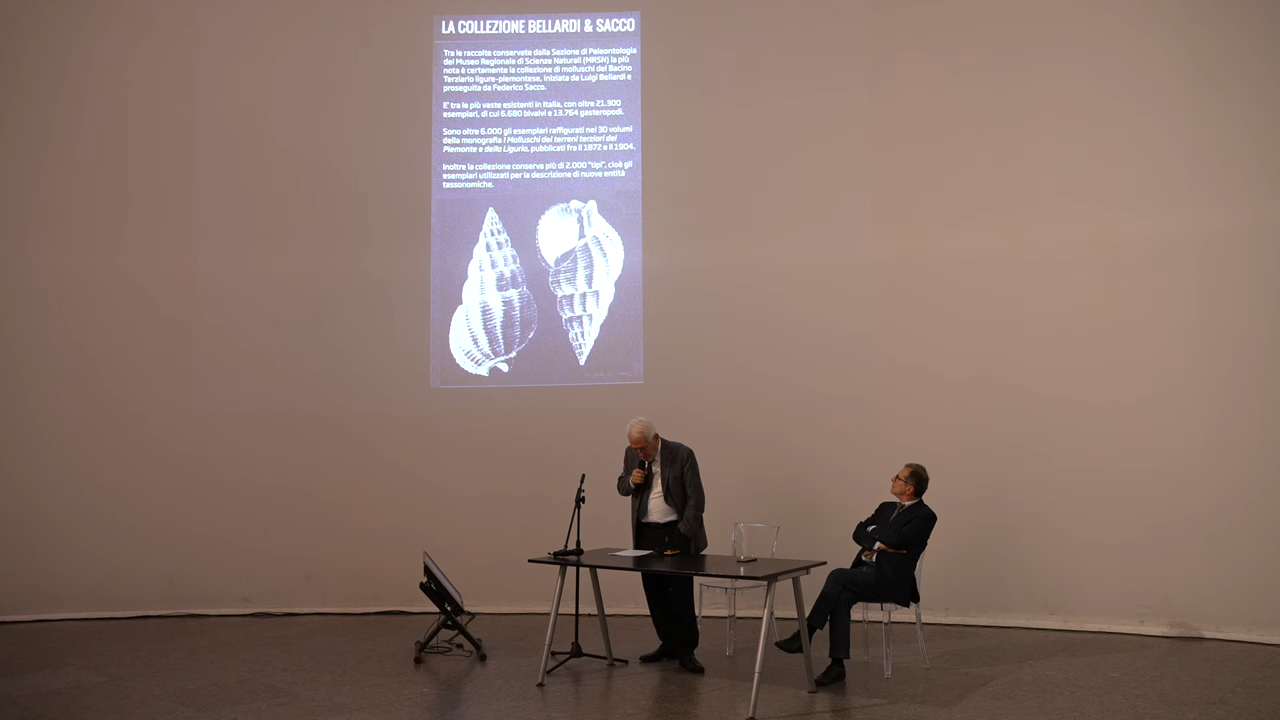 LA COLLEZIONE BELLARDI & SACCO
Tra le raccolte conservate dalla Sezione di Paleontologia
del Museo Regionale di Scienze Naturali (MRSN) la più
nota è certamente la collezione di molluschi del Bacino
Terziario ligure-piemontese, iniziata da Luigi Bellardi e
proseguita da Federico Sacco.
E' tra le più vaste esistenti in Italia, con oltre 21.300
esemplari, di cui 6.680 bivalvi e 13.764 gasteropodi.
Sono oltre 6.000 gli esemplari raffigurati nei 30 volumi
della monografia I Molluschi dei terreni terziari del
Piemonte e della Liguria, pubblicati fra il 1872 e il 1904.
Inoltre la collezione conserva più di 2.000 "tipi", cioè gli
esemplari utilizzati per la descrizione di nuove entità
tassonomiche.